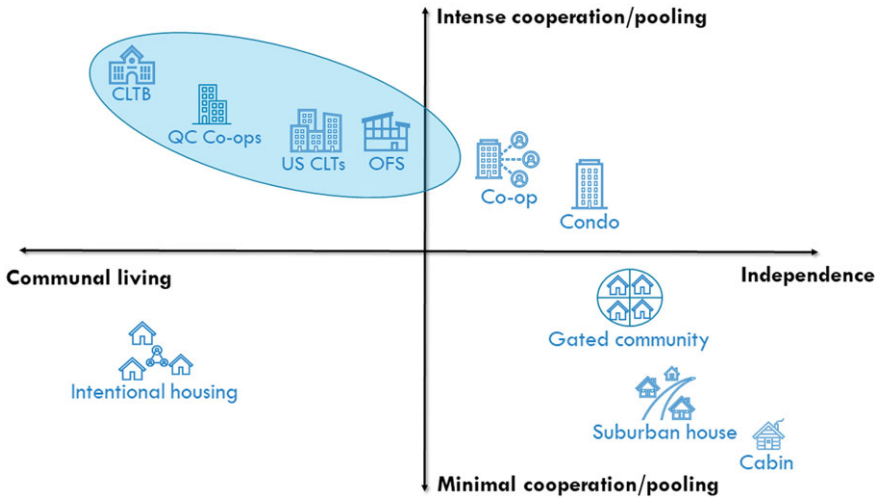 Intense cooperation/pooling
CLTB
QC Co-ops
US CLTs
OFS
Co-op
Condo
Communal living
Independence
Gated community
Intentional housing
Suburban house
Cabin
Minimal cooperation/pooling